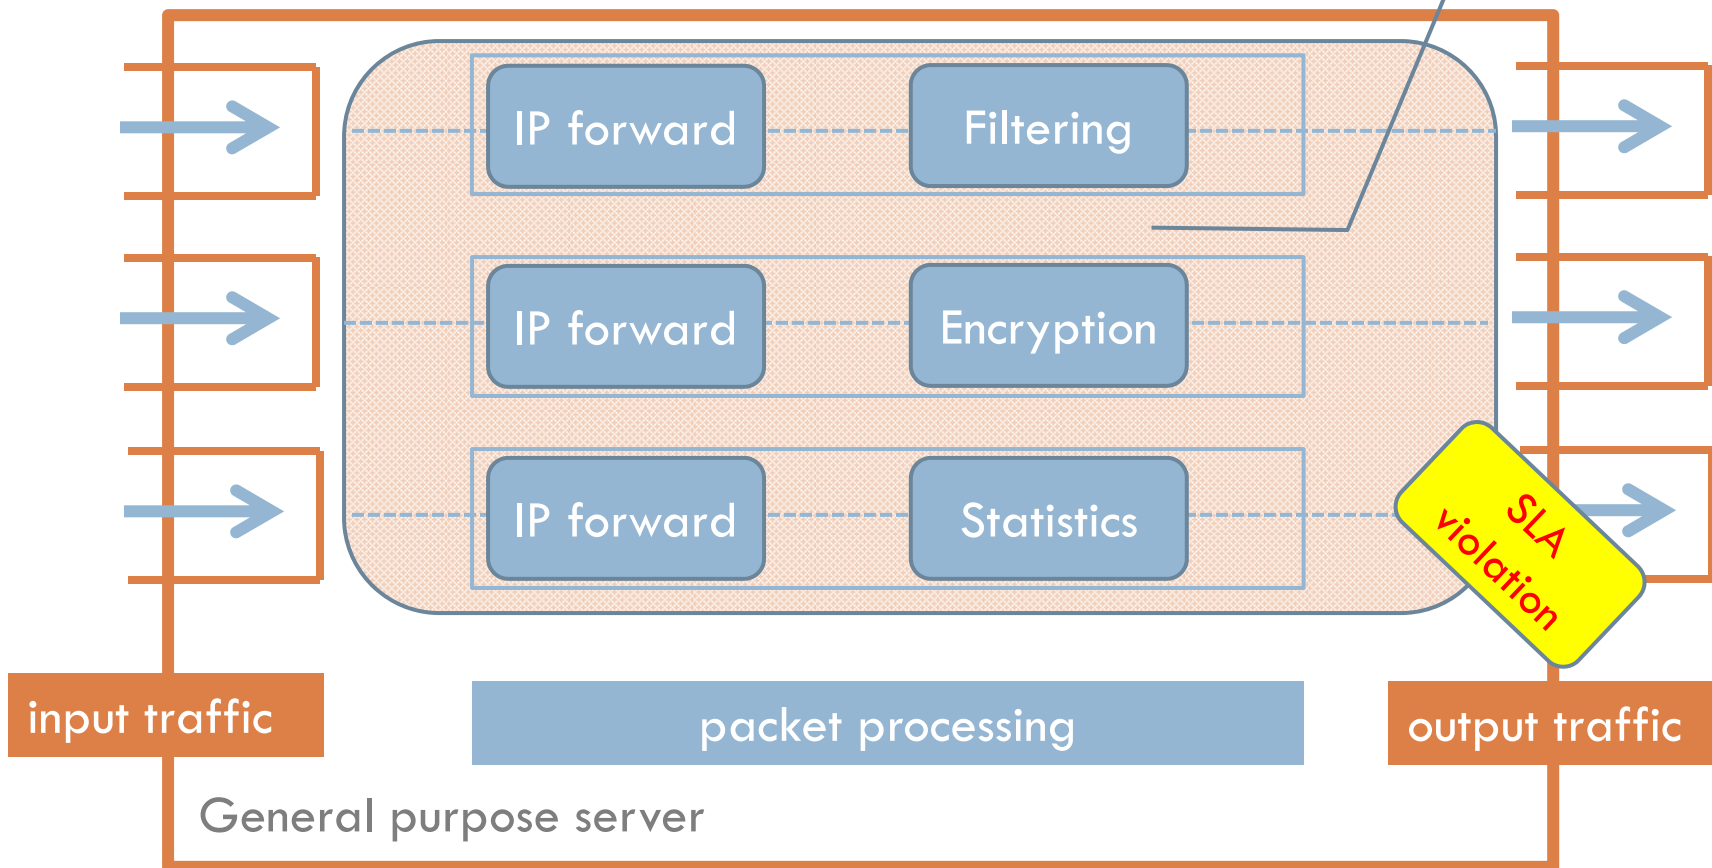 IP forward
Filtering
IP forward
Encryption
IP forward
Statistics
SLA
violation
input traffic
packet processing
output traffic
General purpose server